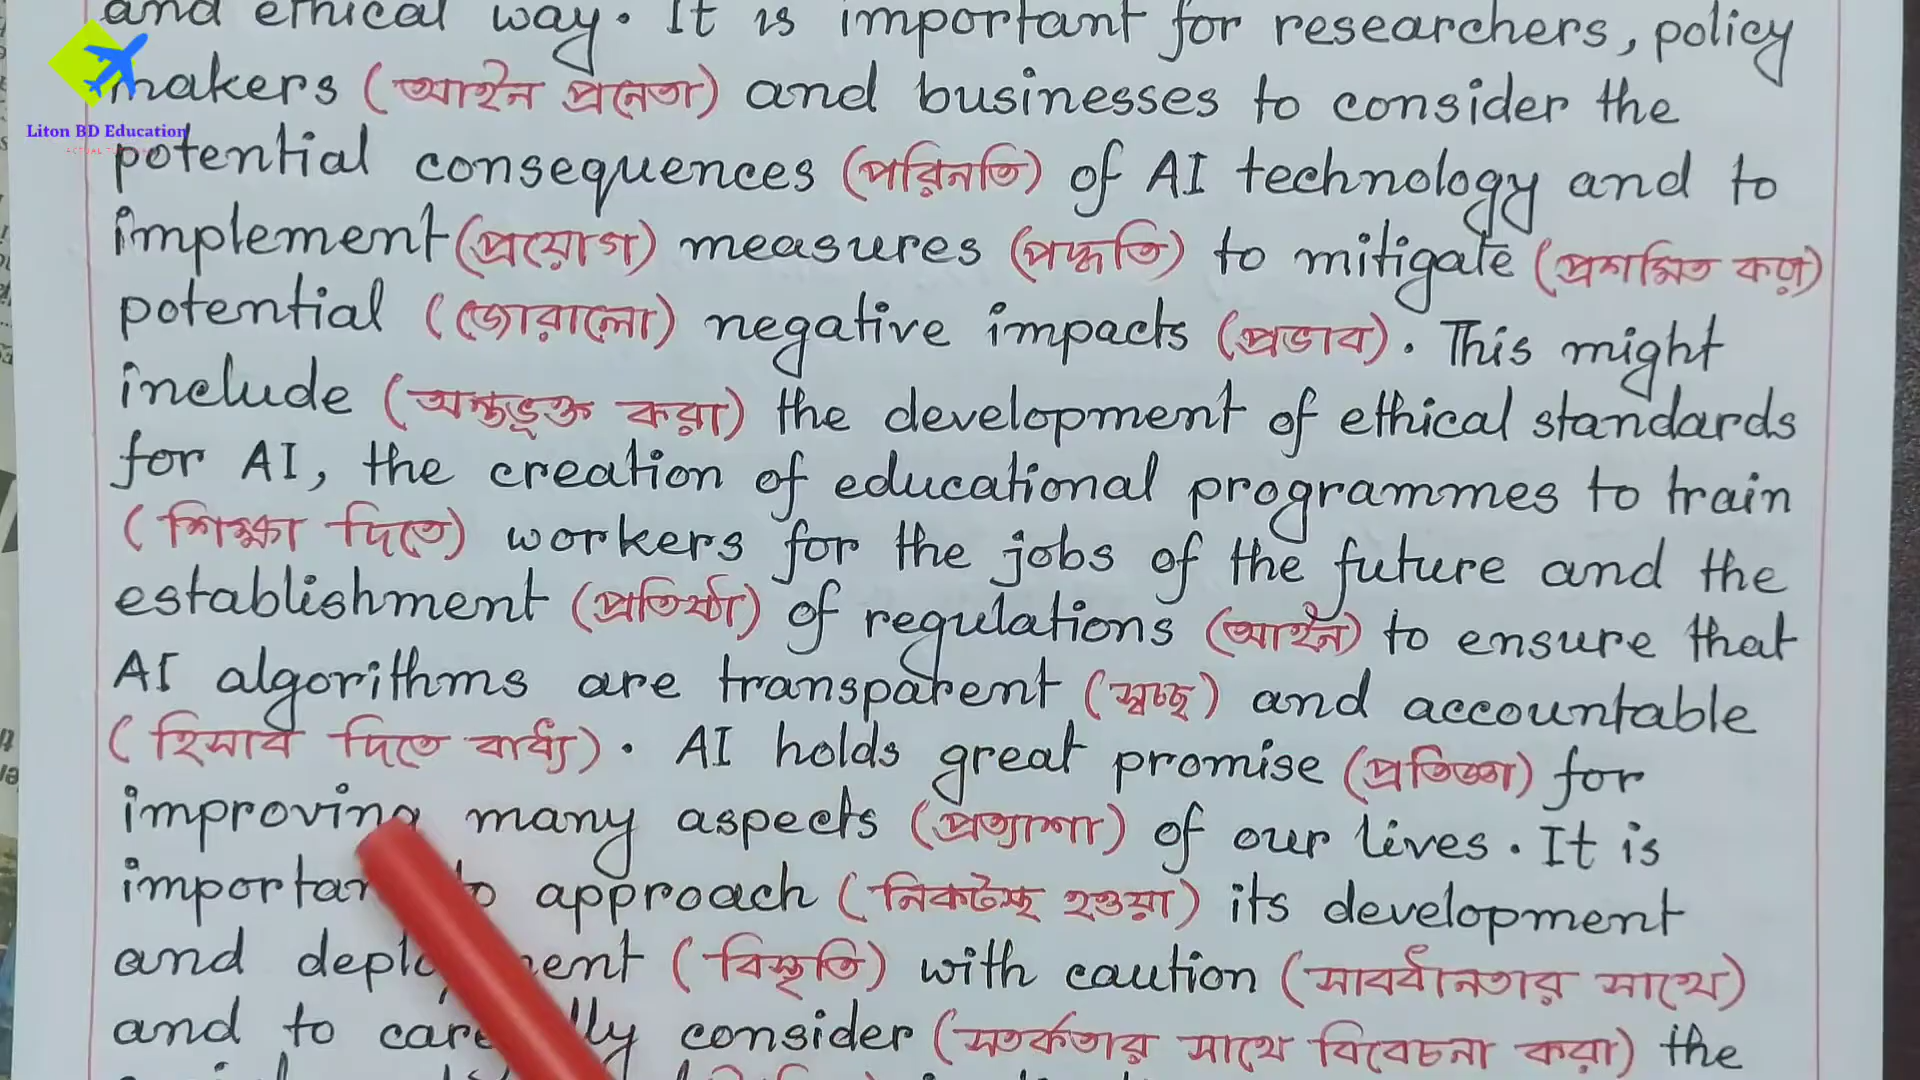 and ethical way. It is important for researchers, policy
makers (আইন প্রনেতা) and businesses to consider the
Liton BD Education
potential consequences (পরিনতি) of AI technology and to
implement (প্রয়োগ) measures (পদ্ধতি) to mitigate (প্রশমিত করা)
potential (জোরালো) negative impacts (প্রভাব). This might
include (অন্তর্ভূক্ত করা) the development of ethical standards
for AI, the creation of educational programmes to train
(শিক্ষা দিতে) workers for the jobs of the future and the
establishment (প্রতিষ্ঠা) of regulations (আইন) to ensure that
AI algorithms are transparent (স্বচ্ছ) and accountable
(হিসাব দিতে বাধ্য). AI holds great promise (প্রতিজ্ঞা) for
improving many aspects (প্রত্যাশা) of our lives. It is
important to approach (নিকটস্থ হওয়া) its development
and deployment (বিস্তৃতি) with caution (সাবধানতার সাথে)
and to carefully consider (সতর্কতার সাথে বিবেচনা করা) the